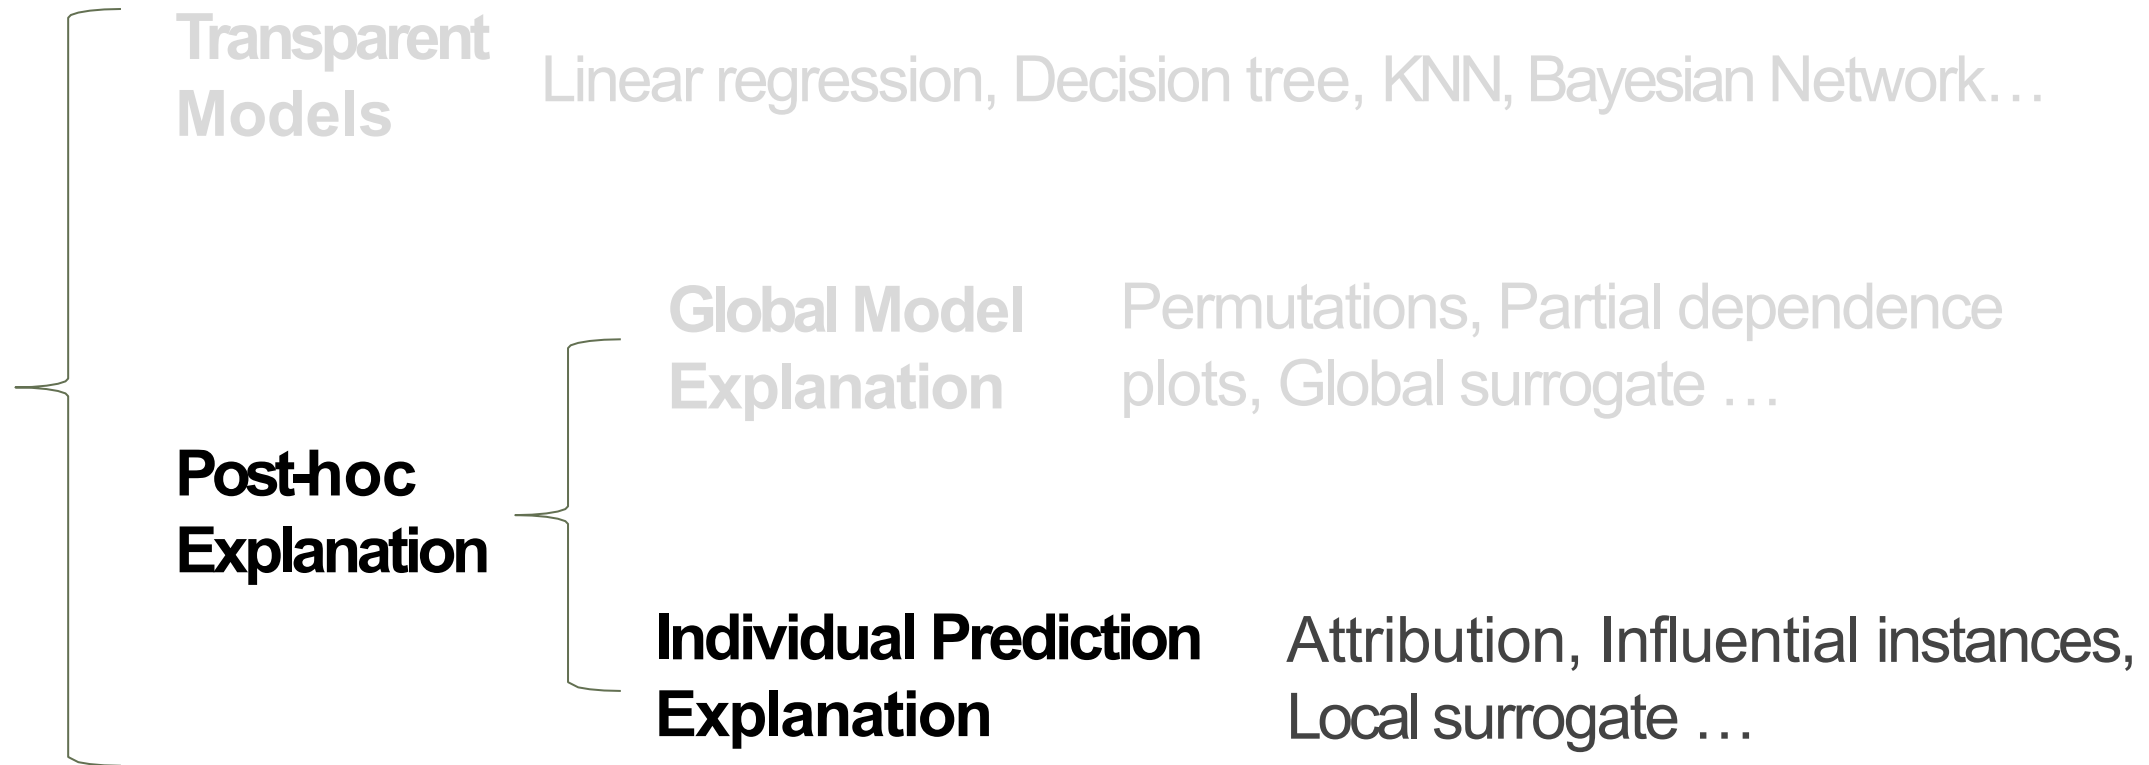 Transparent
Models
Linear regression, Decision tree, KNN, Bayesian Network…
Global Model
Explanation
Permutations, Partial dependence
plots, Global surrogate …
Post-hoc
Explanation
Individual Prediction
Explanation
Attribution, Influential instances,
Local surrogate …